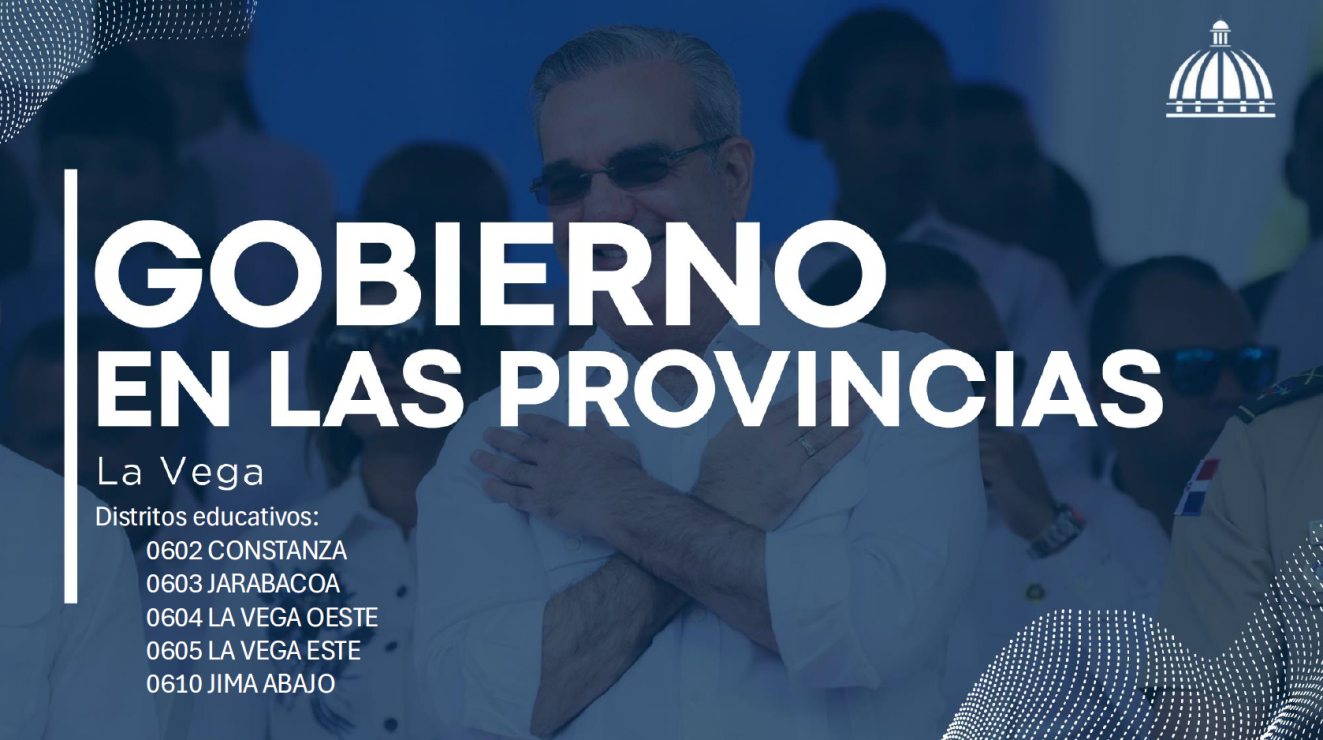 GOBIERNO
EN LAS PROVINCIAS
La Vega
Distritos educativos:
0602 CONSTANZA
0603 JARABACOA
0604 LA VEGA OESTE
0605 LA VEGA ESTE
0610 JIMA ABAJO